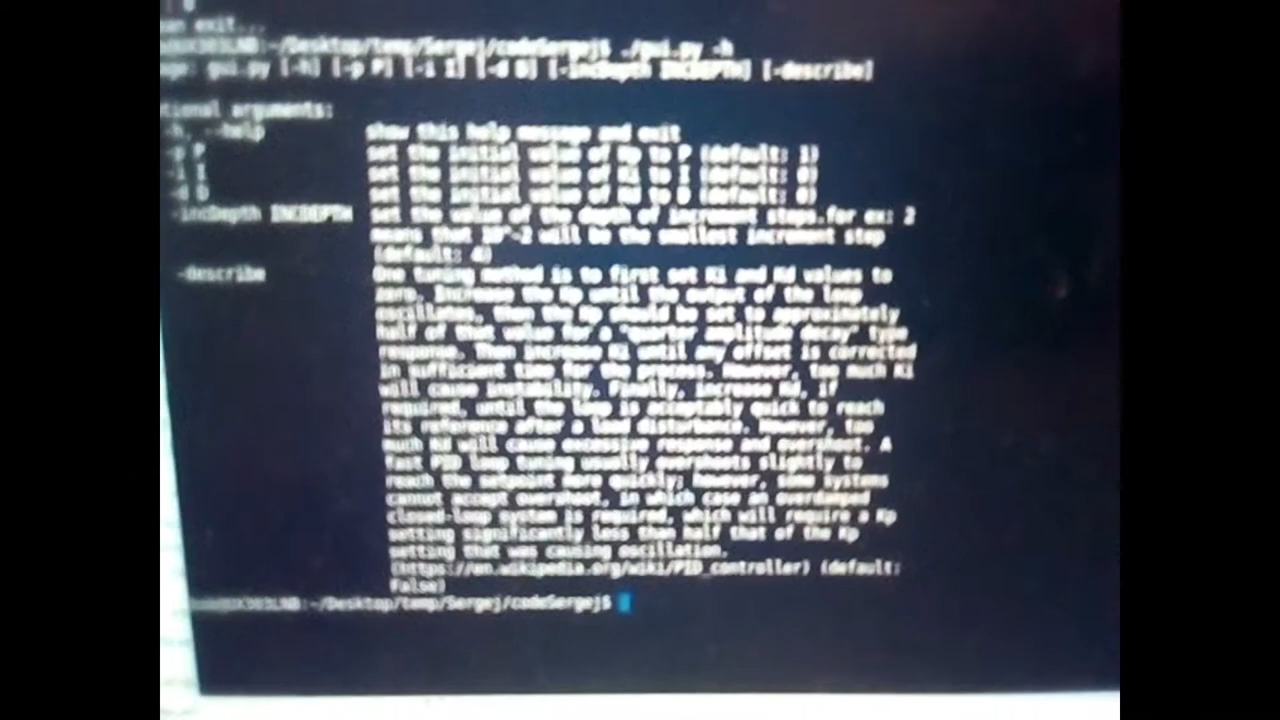 : 0
an exit...
:~/Desktop/temp/Sergej/codeSergej$ ./gui.py -h
ge: gui.py [-h] [-p P] [-i I] [-d D] [-incDepth INCDEPTH] [-describe]
tional arguments:
-h, --help show this help message and exit
-p P set the initial value of Kp to P (default: 1)
-i I set the initial value of Ki to I (default: 0)
-d D set the initial value of Kd to D (default: 0)
-incDepth INCDEPTH set the value of the depth of increment steps.for ex: 2
means that 10^-2 will be the smallest increment step
(default: 4)
-describe One tuning method is to first set Ki and Kd values to
zero. Increase the Kp until the output of the loop
oscillates, then the Kp should be set to approximately
half of that value for a "quarter amplitude decay" type
response. Then increase Ki until any offset is corrected
in sufficient time for the process. However, too much Ki
will cause instability. Finally, increase Kd, if
required, until the loop is acceptably quick to reach
its reference after a load disturbance. However, too
much Kd will cause excessive response and overshoot. A
fast PID loop tuning usually overshoots slightly to
reach the setpoint more quickly; however, some systems
cannot accept overshoot, in which case an overdamped
closed-loop system is required, which will require a Kp
setting significantly less than half that of the Kp
setting that was causing oscillation.
(https://en.wikipedia.org/wiki/PID_controller) (default:
False)
:~/Desktop/temp/Sergej/codeSergej$